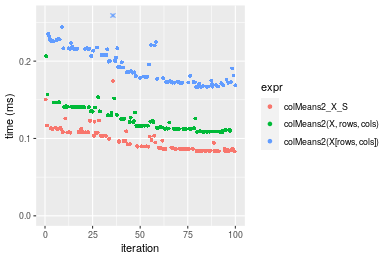 time (ms)
0.2
0.1
0.0
0
25
50
75
100
iteration
expr
colMeans2_X_S
colMeans2(X, rows, cols)
colMeans2(X[rows, cols])